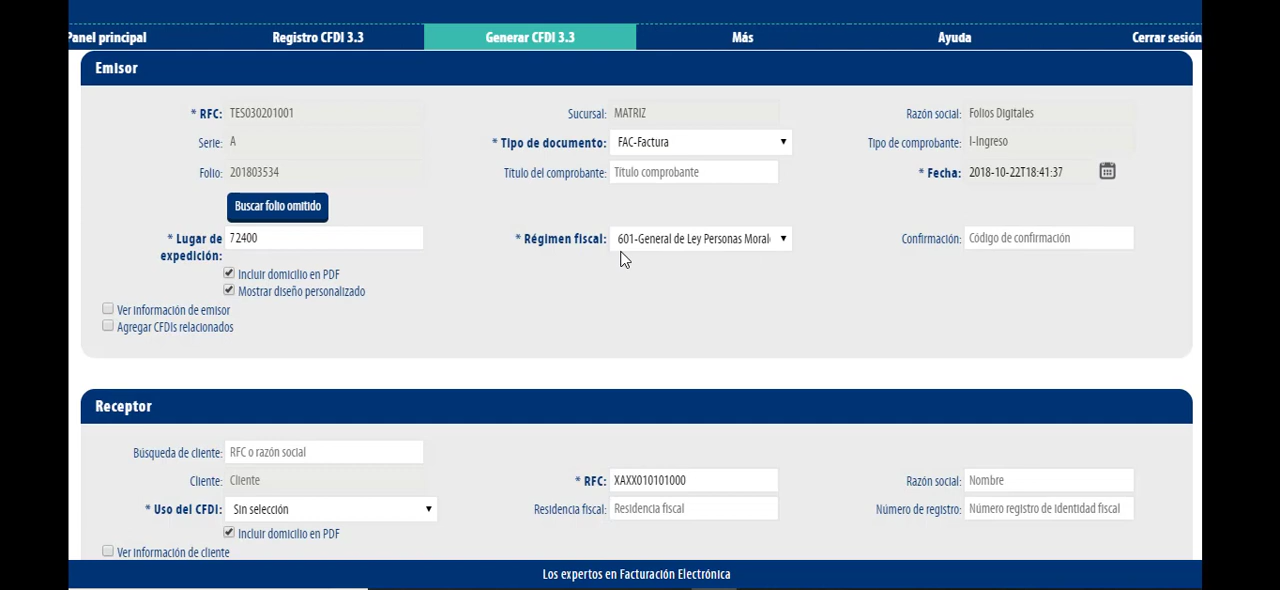 Panel principal Registro CFDI 3.3 Generar CFDI 3.3 Más Ayuda Cerrar sesión
Emisor
* RFC: TES030201001 Sucursal: MATRIZ Razón social: Folios Digitales
Serie: A * Tipo de documento: FAC-Factura Tipo de comprobante: I-Ingreso
Folio: 201803534 Título del comprobante: Título comprobante * Fecha: 2018-10-22T18:41:37
Buscar folio omitido
* Lugar de expedición: 72400 * Régimen fiscal: 601-General de Ley Personas Moral Confirmación: Código de confirmación
Incluir domicilio en PDF
Mostrar diseño personalizado
Ver información de emisor
Agregar CFDIs relacionados
Receptor
Búsqueda de cliente: RFC o razón social
Cliente: Cliente * RFC: XAXX010101000 Razón social: Nombre
* Uso del CFDI: Sin selección Residencia fiscal: Residencia fiscal Número de registro: Número registro de identidad fiscal
Incluir domicilio en PDF
Ver información de cliente
Los expertos en Facturación Electrónica